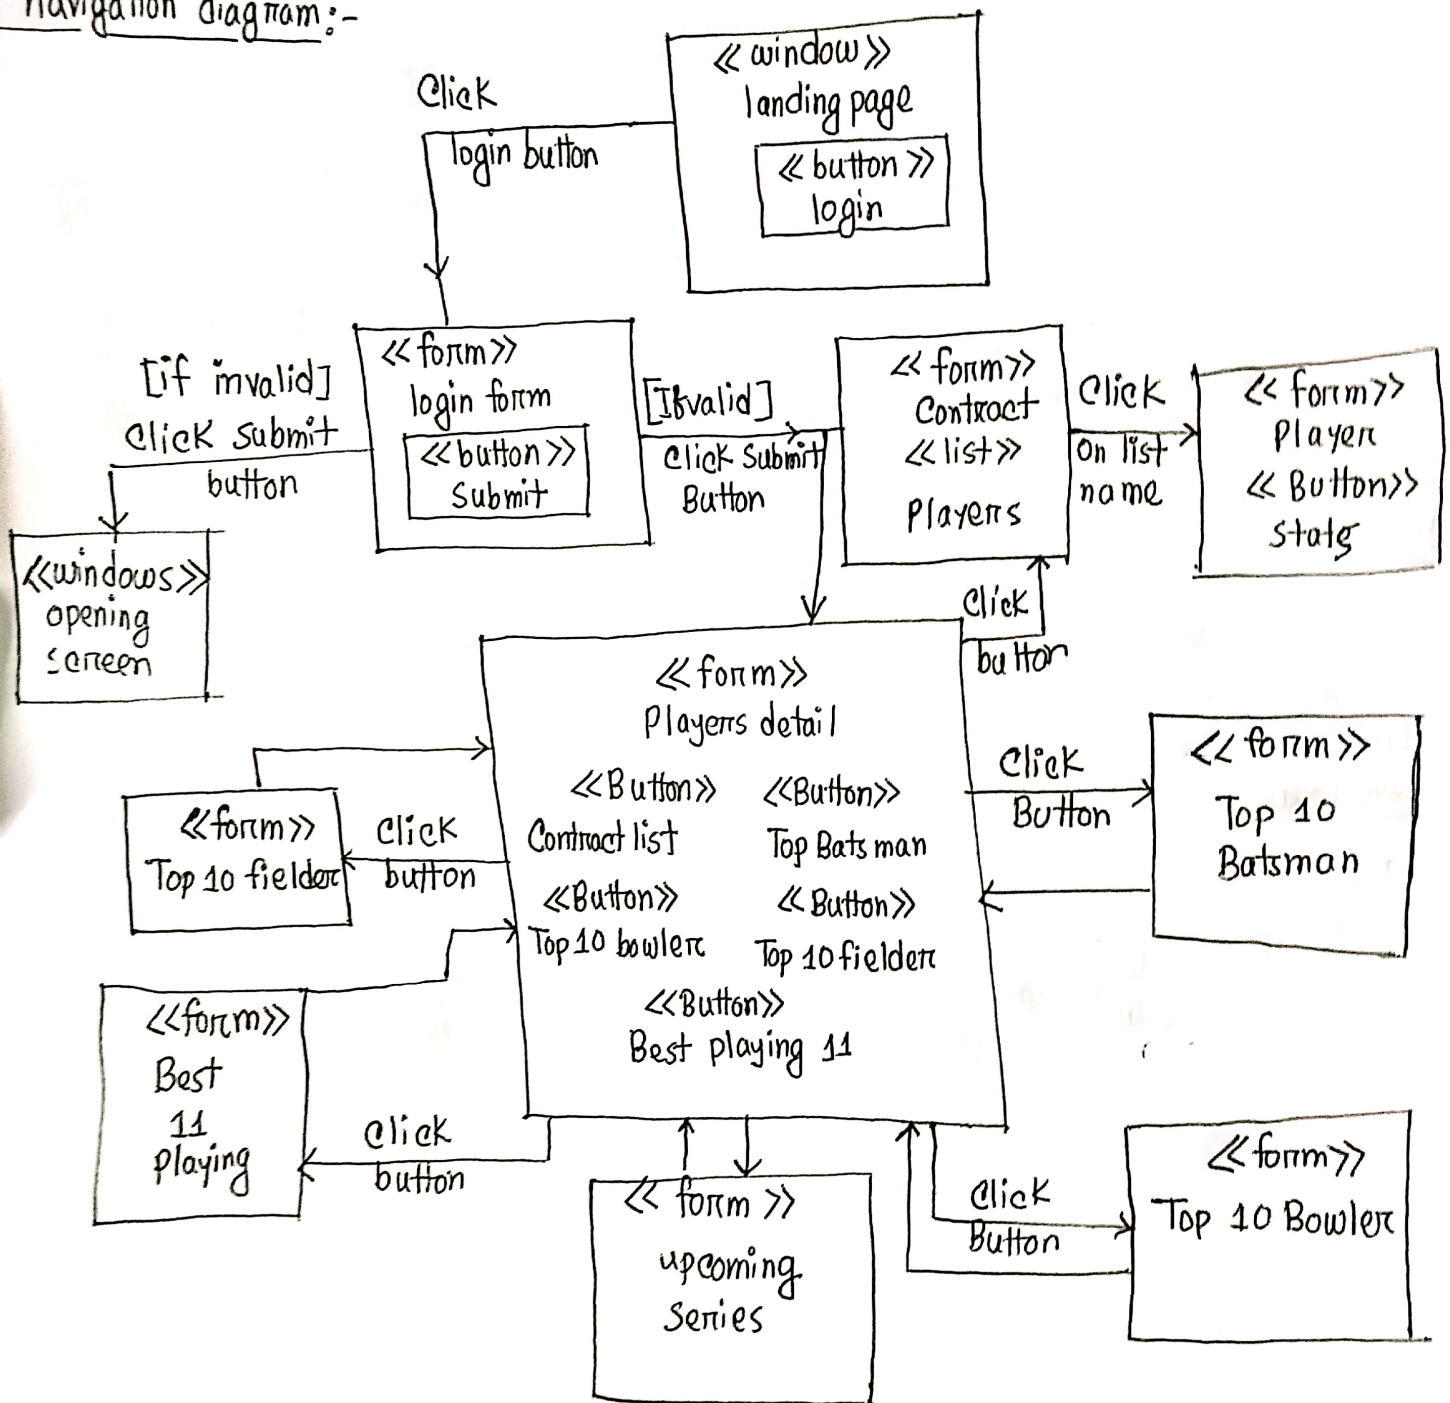 navigation diagram:-
<<window>>
landing page
<<button>>
login
Click
login button
<<form>>
login form
<<button>>
Submit
[if invalid]
Click Submit
button
<<windows>>
opening
screen
[If valid]
Click Submit
Button
<<form>>
Contract
<<list>>
Players
Click
on list
name
<<form>>
Player
<<Button>>
Click
button
<<form>>
Players detail
<<Button>>
Contract list
<<Button>>
Top Batsman
<<Button>>
Top 10 bowler
<<Button>>
Top 10 fielder
<<Button>>
Best playing 11
Click
Button
<<form>>
Top 10
Batsman
<<form>>
Top 10 fielder
Click
button
<<form>>
Best
11
Playing
Click
button
<<form>>
upcoming
series
Click
Button
<<form>>
Top 10 Bowler